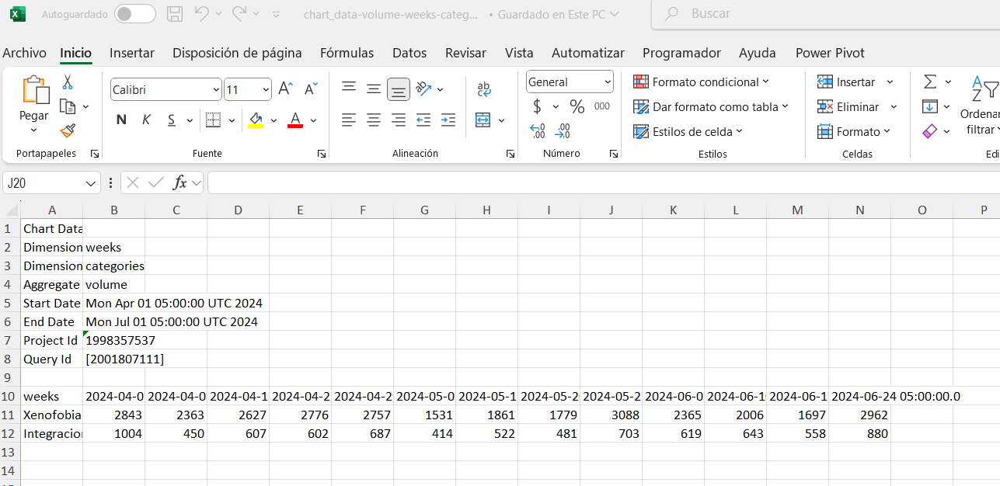 Autoguardado chart_data-volume-weeks-categ... • Guardado en Este PC Buscar
Archivo Inicio Insertar Disposición de página Fórmulas Datos Revisar Vista Automatizar Programador Ayuda Power Pivot
Pegar
Portapapeles
Calibri 11
N K S
Fuente
Alineación
General
$ % 000
Número
Formato condicional
Dar formato como tabla
Estilos de celda
Estilos
Insertar
Eliminar
Formato
Celdas
Ordenar
filtrar
Edi
J20 fx
A B C D E F G H I J K L M N O P
1 Chart Data
2 Dimension weeks
3 Dimension categories
4 Aggregate volume
5 Start Date Mon Apr 01 05:00:00 UTC 2024
6 End Date Mon Jul 01 05:00:00 UTC 2024
7 Project Id 1998357537
8 Query Id [2001807111]
9
10 weeks 2024-04-0 2024-04-0 2024-04-1 2024-04-2 2024-04-2 2024-05-0 2024-05-1 2024-05-2 2024-05-2 2024-06-0 2024-06-1 2024-06-1 2024-06-24 05:00:00.0
11 Xenofobia 2843 2363 2627 2776 2757 1531 1861 1779 3088 2365 2006 1697 2962
12 Integracion 1004 450 607 602 687 414 522 481 703 619 643 558 880
13
14